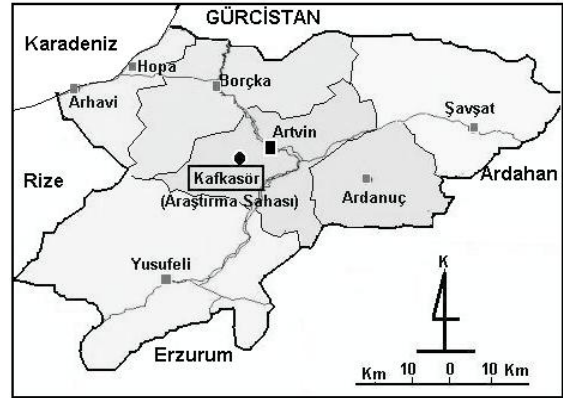 GÜRCİSTAN
Karadeniz
Hopa
Borçka
Arhavi
Şavşat
Artvin
Rize
Kafkasör
Ardahan
(Araştırma Sahası)
Ardanuç
Yusufeli
K
Erzurum
Km 10 0 10 Km